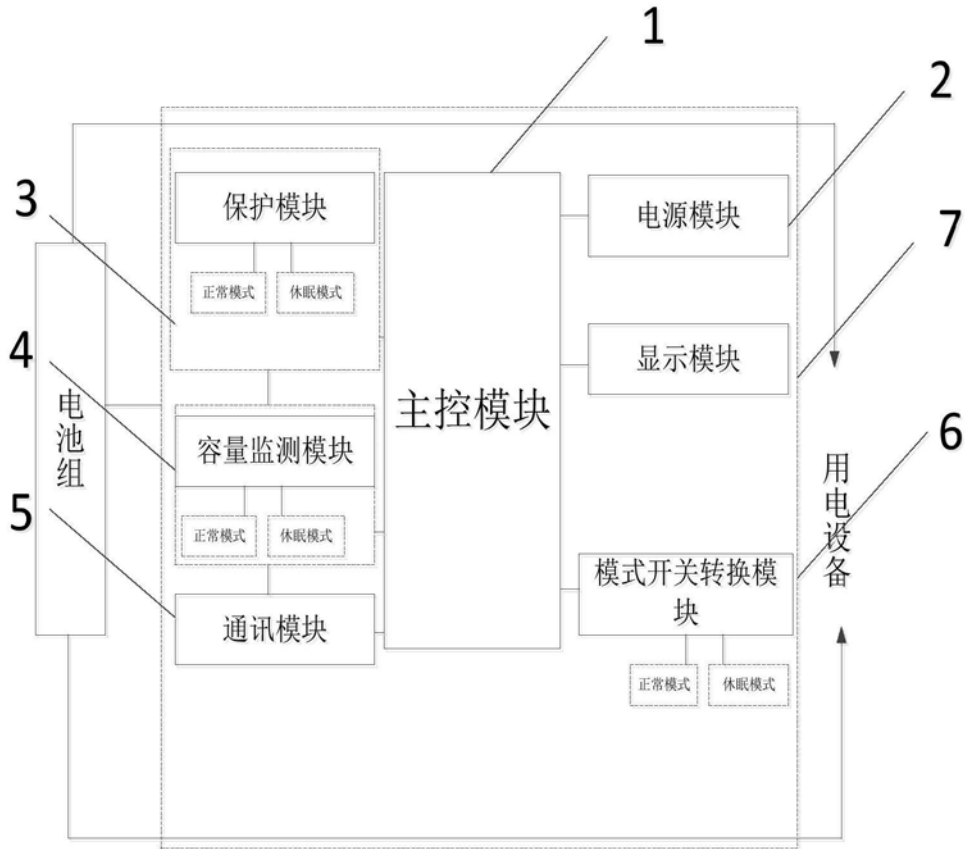 1
2
3
保护模块
电源模块
7
正常模式
休眠模式
4
显示模块
主控模块
电池组
容量监测模块
6
用电设备
5
正常模式
休眠模式
模式开关转换模
块
通讯模块
正常模式
休眠模式